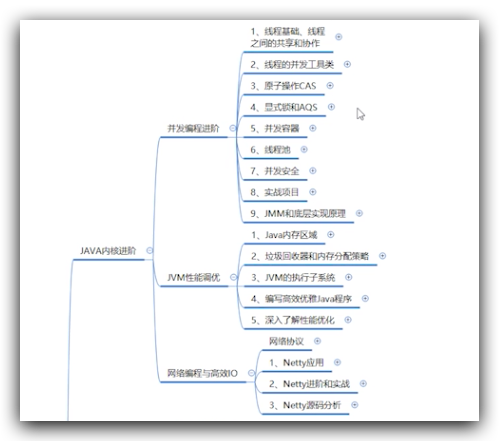 1、线程基础、线程
之间的共享和协作
2、线程的并发工具类
3、原子操作CAS
4、显式锁和AQS
并发编程进阶
5、并发容器
6、线程池
7、并发安全
8、实战项目
9、JMM和底层实现原理
JAVA内核进阶
1、Java内存区域
2、垃圾回收器和内存分配策略
JVM性能调优
3、JVM的执行子系统
4、编写高效优雅Java程序
5、深入了解性能优化
网络协议
网络编程与高效IO
1、Netty应用
2、Netty进阶和实战
3、Netty源码分析